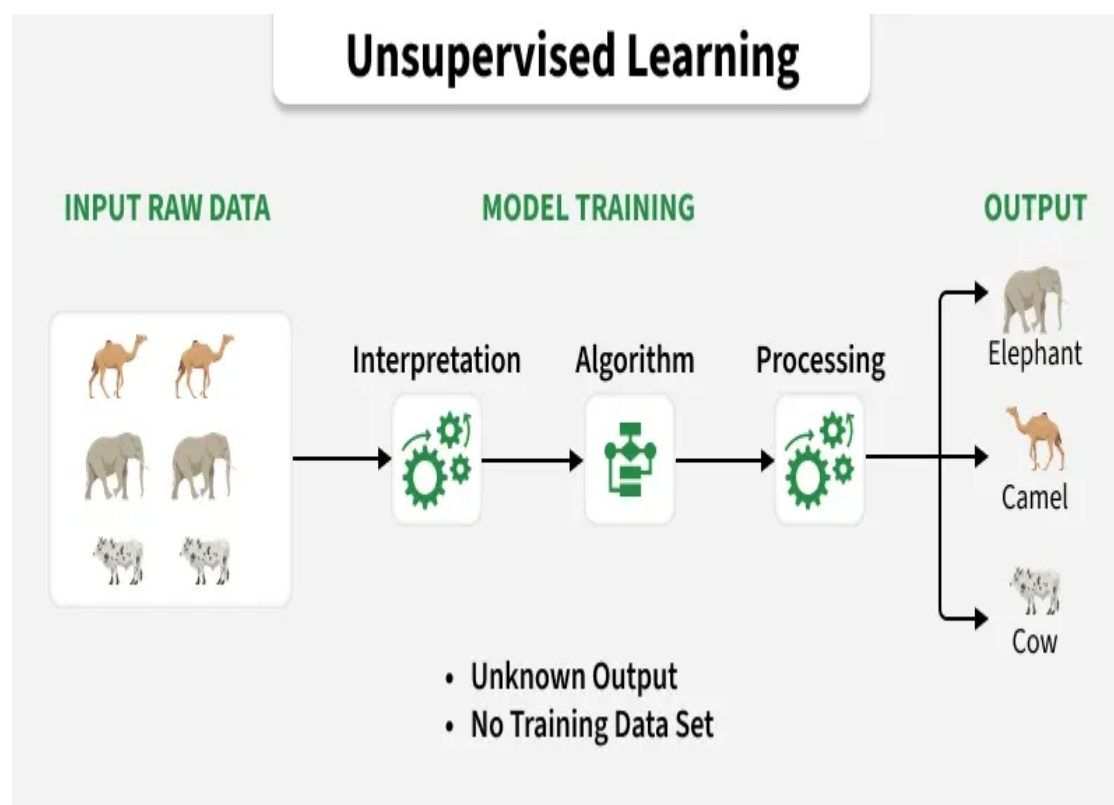 Unsupervised Learning
INPUT RAW DATA
MODEL TRAINING
OUTPUT
Interpretation
Algorithm
Processing
Elephant
Camel
Cow
• Unknown Output
• No Training Data Set